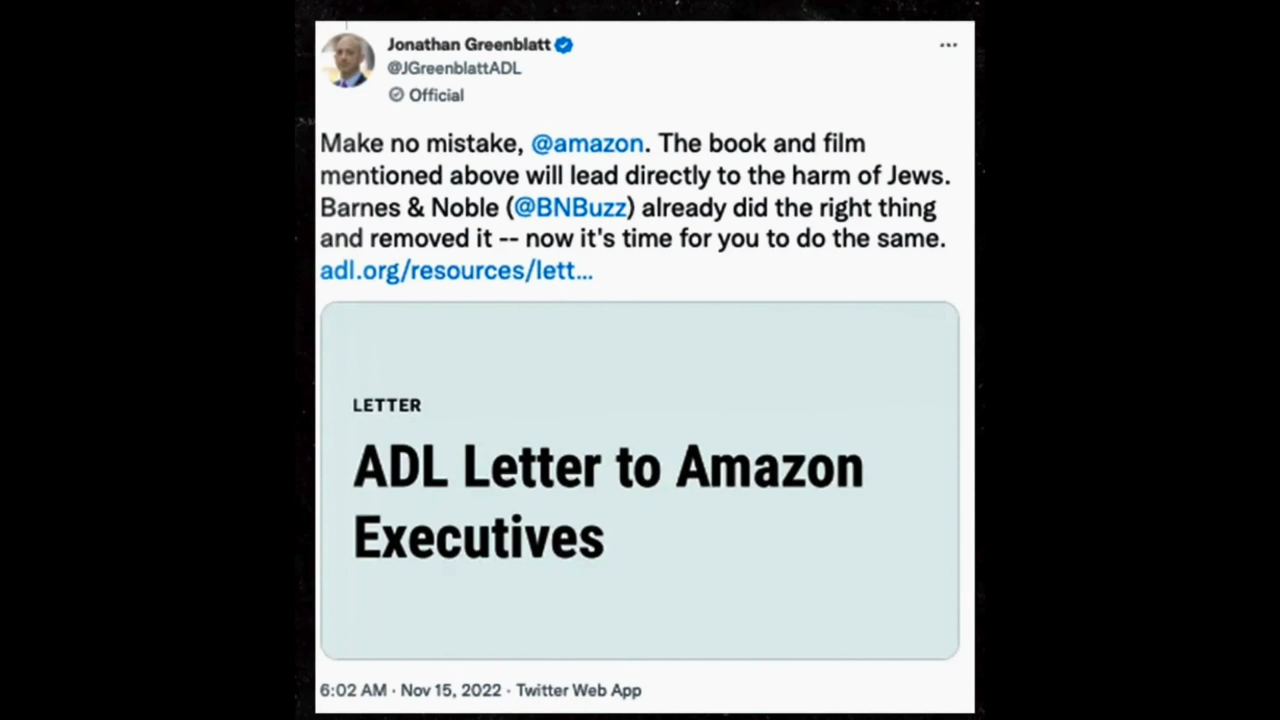 Jonathan Greenblatt
@JGreenblattADL
Official
Make no mistake, @amazon. The book and film
mentioned above will lead directly to the harm of Jews.
Barnes & Noble (@BNBuzz) already did the right thing
and removed it -- now it's time for you to do the same.
adl.org/resources/lett...
LETTER
ADL Letter to Amazon
Executives
6:02 AM · Nov 15, 2022 · Twitter Web App